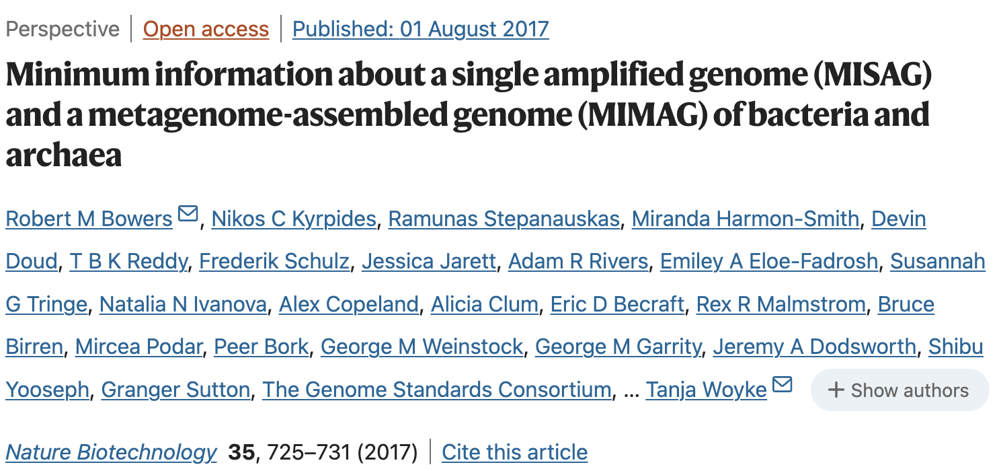 Perspective | Open access | Published: 01 August 2017
Minimum information about a single amplified genome (MISAG)
and a metagenome-assembled genome (MIMAG) of bacteria and
archaea
Robert M Bowers, Nikos C Kyrpides, Ramunas Stepanauskas, Miranda Harmon-Smith, Devin
Doud, T B K Reddy, Frederik Schulz, Jessica Jarett, Adam R Rivers, Emiley A Eloe-Fadrosh, Susannah
G Tringe, Natalia N Ivanova, Alex Copeland, Alicia Clum, Eric D Becraft, Rex R Malmstrom, Bruce
Birren, Mircea Podar, Peer Bork, George M Weinstock, George M Garrity, Jeremy A Dodsworth, Shibu
Yooseph, Granger Sutton, The Genome Standards Consortium, ... Tanja Woyke + Show authors
Nature Biotechnology 35, 725–731 (2017) | Cite this article